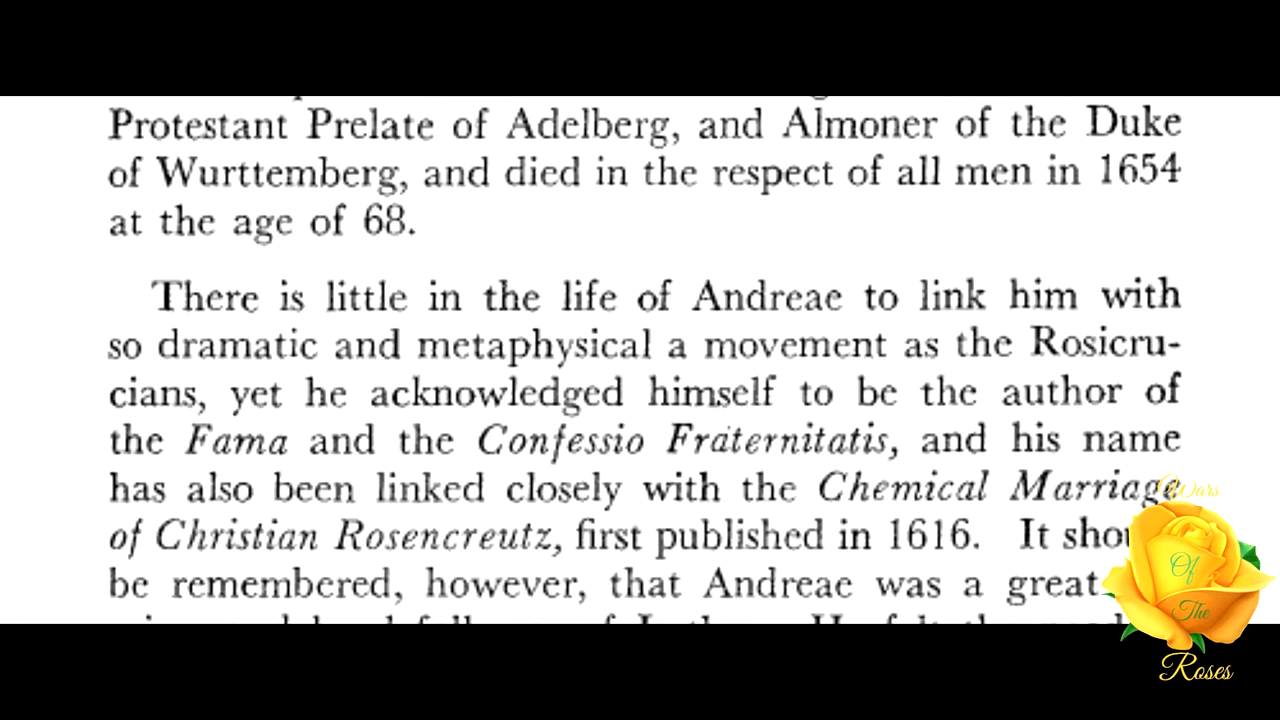 Protestant Prelate of Adelberg, and Almoner of the Duke
of Wurttemberg, and died in the respect of all men in 1654
at the age of 68.
There is little in the life of Andreae to link him with
so dramatic and metaphysical a movement as the Rosicru-
cians, yet he acknowledged himself to be the author of
the Fama and the Confessio Fraternitatis, and his name
has also been linked closely with the Chemical Marriage
of Christian Rosencreutz, first published in 1616. It
be remembered, however, that Andreae was a great
Wars
Of
The
Roses